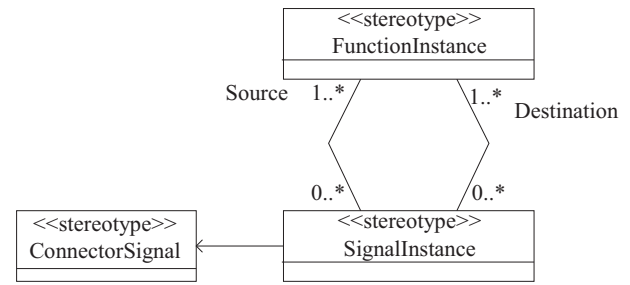 <<stereotype>>
FunctionInstance
Source
1..*
1..*
Destination
0..*
0..*
<<stereotype>>
ConnectorSignal
<<stereotype>>
SignalInstance